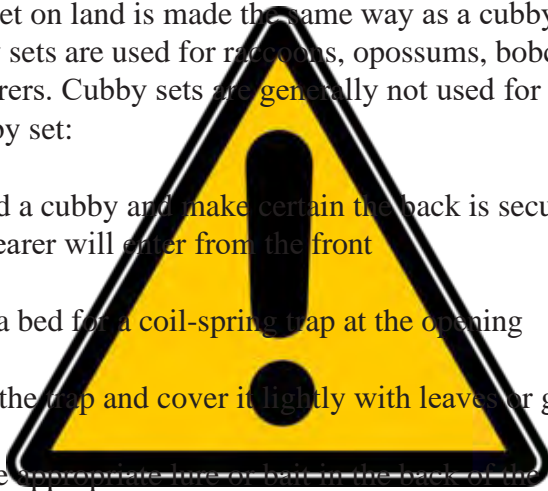 et on land is made the same way as a cubby
sets are used for raccoons, opossums, bobc
rers. Cubby sets are generally not used for
by set:
d a cubby and make certain the back is secu
earer will enter from the front
a bed for a coil-spring trap at the opening
the trap and cover it lightly with leaves or g
appropriate lure or bait in the back of the